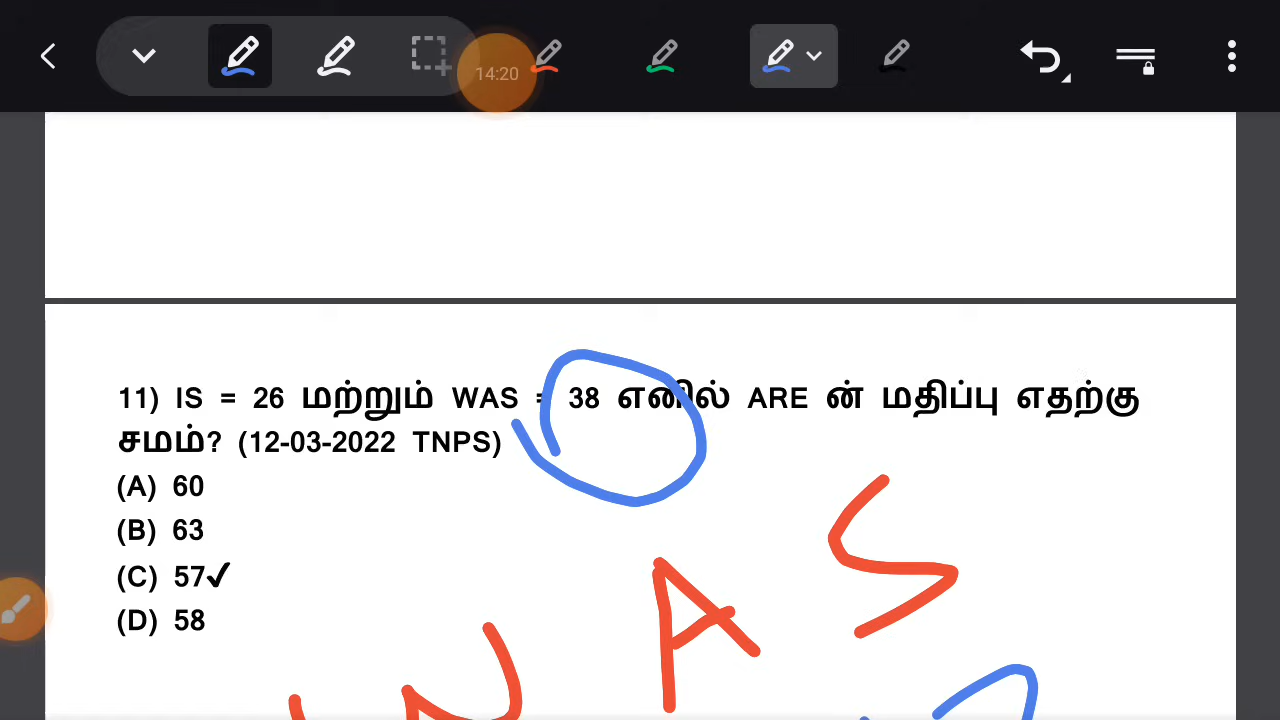 14:20
11) IS = 26 மற்றும் WAS = 38 எனில் ARE ன் மதிப்பு எதற்கு
சமம்? (12-03-2022 TNPS)
(A) 60
(B) 63
(C) 57✓
(D) 58
W A S